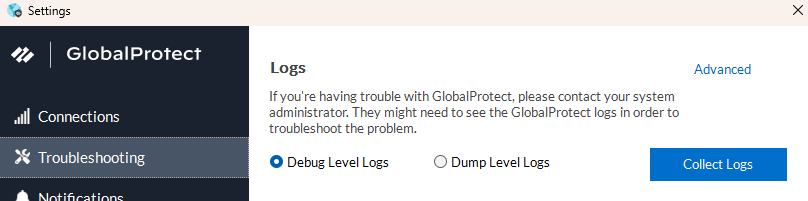 Settings
GlobalProtect
Connections
Troubleshooting
Notifications
Logs
Advanced
If you're having trouble with GlobalProtect, please contact your system
administrator. They might need to see the GlobalProtect logs in order to
troubleshoot the problem.
Debug Level Logs
Dump Level Logs
Collect Logs